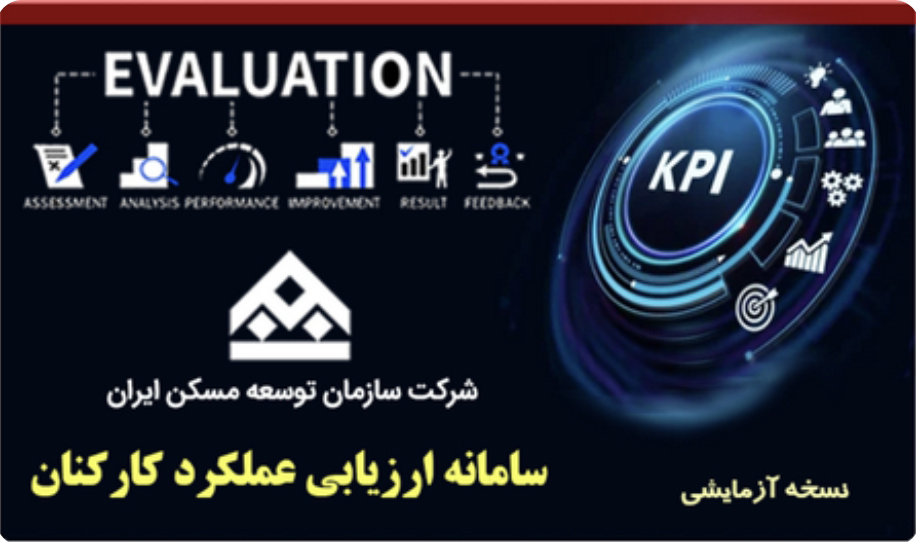 EVALUATION
ASSESSMENT ANALYSIS PERFORMANCE IMPROVEMENT RESULT FEEDBACK
KPI
شرکت سازمان توسعه مسکن ایران
سامانه ارزیابی عملکرد کارکنان
نسخه آزمایشی